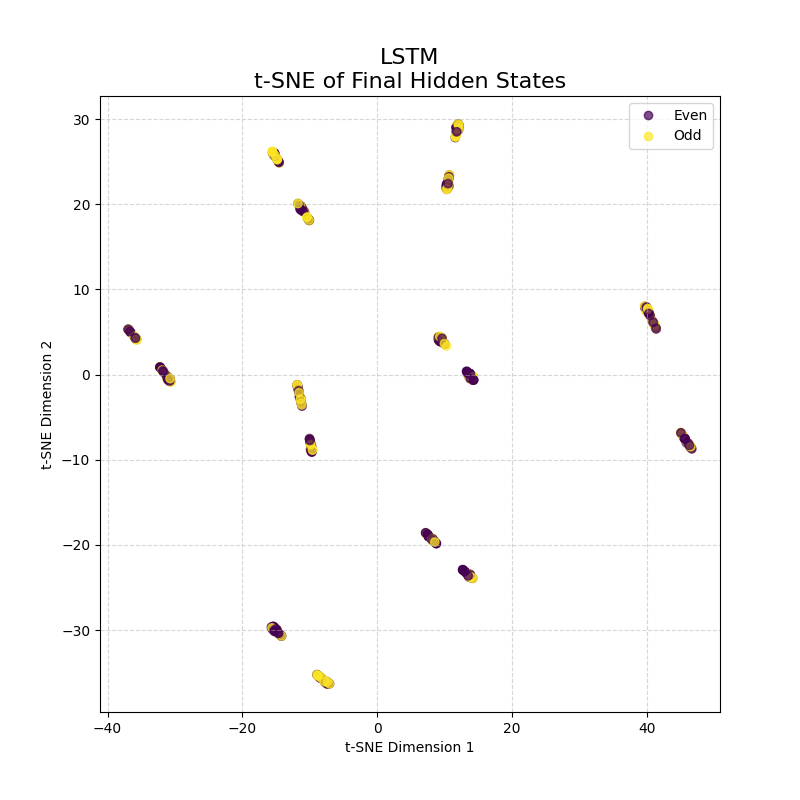 LSTM
t-SNE of Final Hidden States
Even
Odd
30
20
10
0
−10
−20
−30
t-SNE Dimension 2
−40
−20
0
20
40
t-SNE Dimension 1